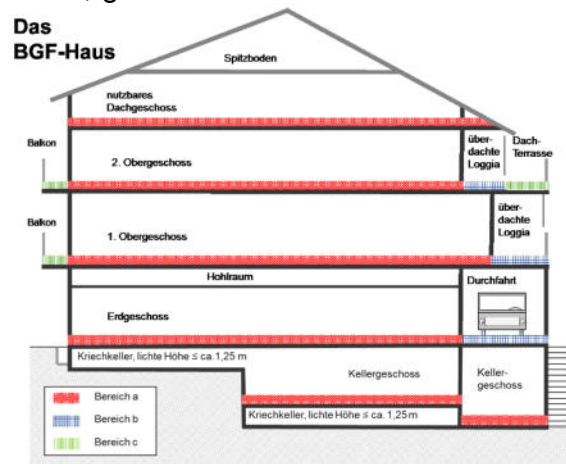 Das
BGF-Haus
Spitzboden
nutzbares
Dachgeschoss
Balkon
2. Obergeschoss
über-
dachte
Loggia
Dach-
Terrasse
Balkon
1. Obergeschoss
über-
dachte
Loggia
Hohlraum
Durchfahrt
Erdgeschoss
Kriechkeller, lichte Höhe ≤ ca. 1,25 m
Kellergeschoss
Keller-
geschoss
Bereich a
Kriechkeller, lichte Höhe ≤ ca. 1,25 m
Bereich b
Bereich c